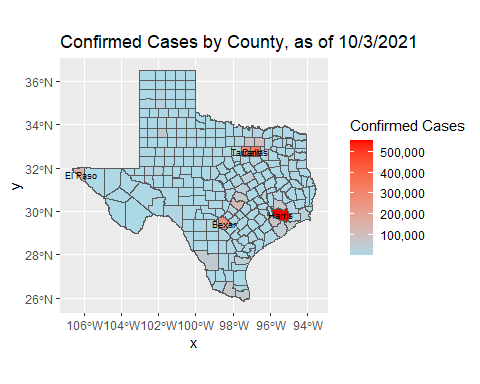 Confirmed Cases by County, as of 10/3/2021
36°N
34°N
32°N
30°N
28°N
26°N
y
El Paso
Dallas
Bexar
Harris
106°W 104°W 102°W 100°W 98°W 96°W 94°W
x
Confirmed Cases
500,000
400,000
300,000
200,000
100,000